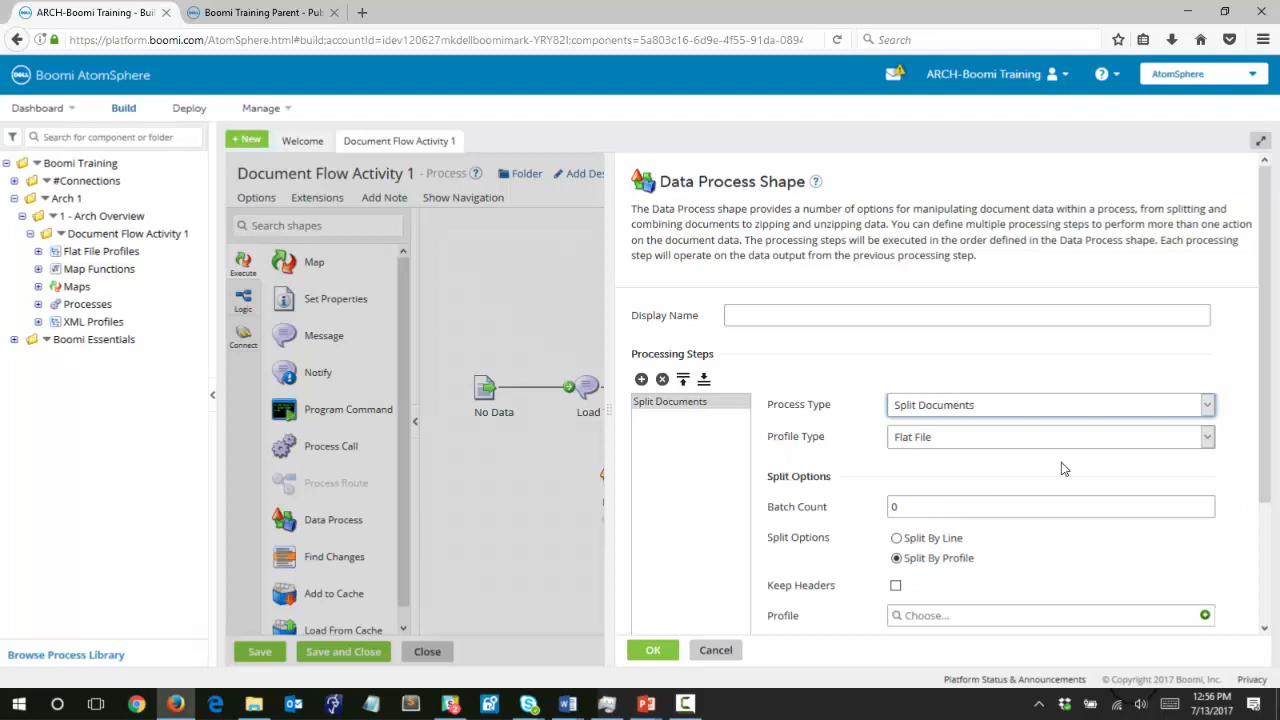 ARCH-Boomi Training - Buil
Boomi Training Parent - Pub
https://platform.boomi.com/AtomSphere.html#build;accountId=idev120627mkdellboomimark-YRY82I;components=5a803c16-6d9e-4f55-91da-0894
Search
DELL
Boomi AtomSphere
ARCH-Boomi Training
AtomSphere
Dashboard
Build
Deploy
Manage
Search for component or folder
+ New
Welcome
Document Flow Activity 1
Boomi Training
#Connections
Arch 1
1 - Arch Overview
Document Flow Activity 1
Flat File Profiles
Map Functions
Maps
Processes
XML Profiles
Boomi Essentials
Browse Process Library
Document Flow Activity 1 - Process
Folder
Add Des
Options
Extensions
Add Note
Show Navigation
Search shapes
Execute
Logic
Connect
Map
Set Properties
Message
Notify
Program Command
Process Call
Process Route
Data Process
Find Changes
Add to Cache
Load From Cache
No Data
Load
Save
Save and Close
Close
Data Process Shape
The Data Process shape provides a number of options for manipulating document data within a process, from splitting and
combining documents to zipping and unzipping data. You can define multiple processing steps to perform more than one action
on the document data. The processing steps will be executed in the order defined in the Data Process shape. Each processing
step will operate on the data output from the previous processing step.
Display Name
Processing Steps
Split Documents
Process Type
Split Documents
Profile Type
Flat File
Split Options
Batch Count
0
Split Options
Split By Line
Split By Profile
Keep Headers
Profile
Choose...
OK
Cancel
Platform Status & Announcements
© Copyright 2017 Boomi, Inc.
Privacy
12:56 PM
7/13/2017